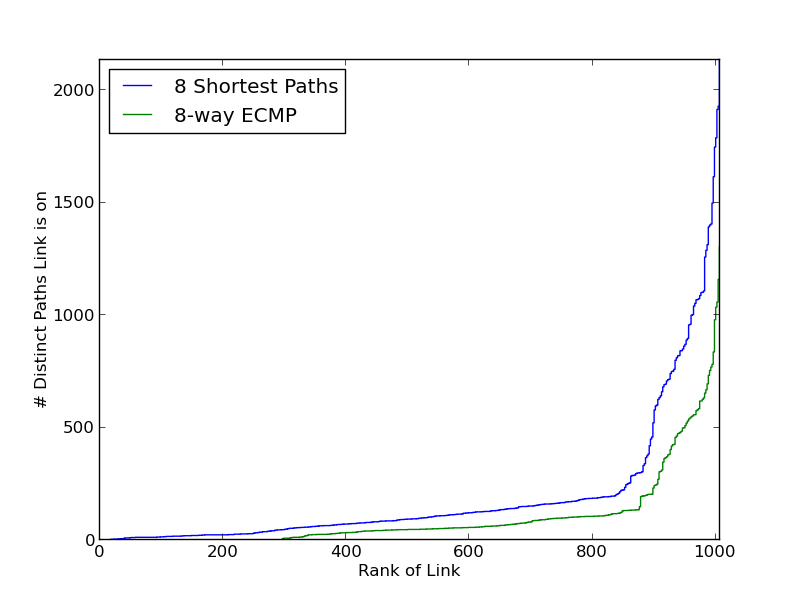 8 Shortest Paths
8-way ECMP
2000
1500
1000
500
0
# Distinct Paths Link is on
0 200 400 600 800 1000
Rank of Link